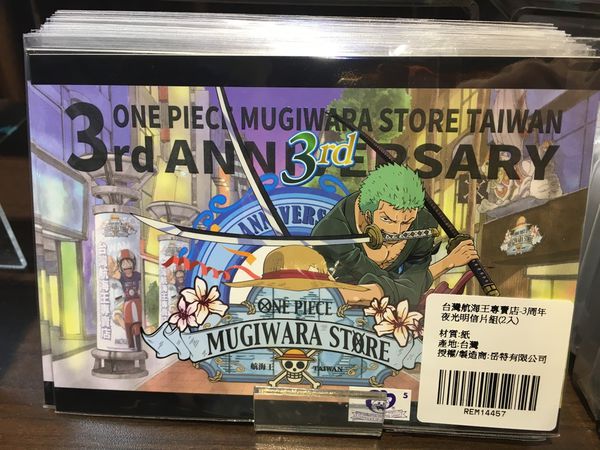 ONE PIECE MUGIWARA STORE TAIWAN
3rd ANNIVERSARY
3rd
ANNIVERS
ONE PIECE
MUGIWARA STORE
航海王
TAIWAN
台灣航海王專賣店-3周年
夜光明信片組(2入)
材質:紙
產地:台灣
授權/製造商:岳特有限公司
REM14457
S